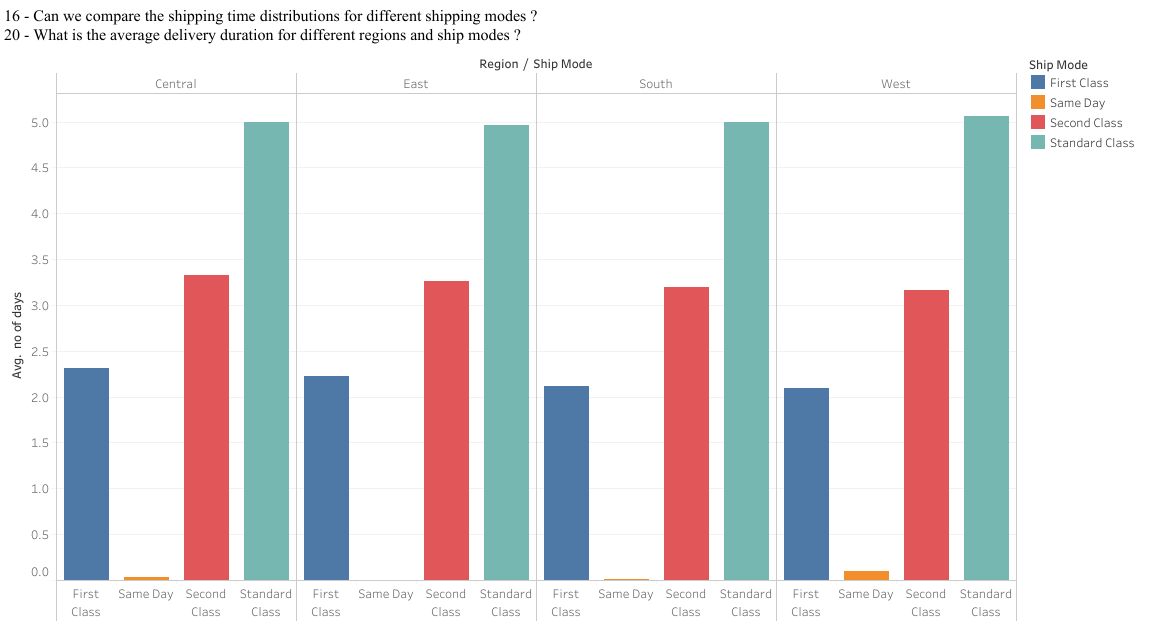 16 - Can we compare the shipping time distributions for different shipping modes ?
20 - What is the average delivery duration for different regions and ship modes ?
Region / Ship Mode
Central East South West
Ship Mode
First Class
Same Day
Second Class
Standard Class
Avg. no of days
5.0
4.5
4.0
3.5
3.0
2.5
2.0
1.5
1.0
0.5
0.0
First Class Same Day Second Class Standard Class First Class Same Day Second Class Standard Class First Class Same Day Second Class Standard Class First Class Same Day Second Class Standard Class